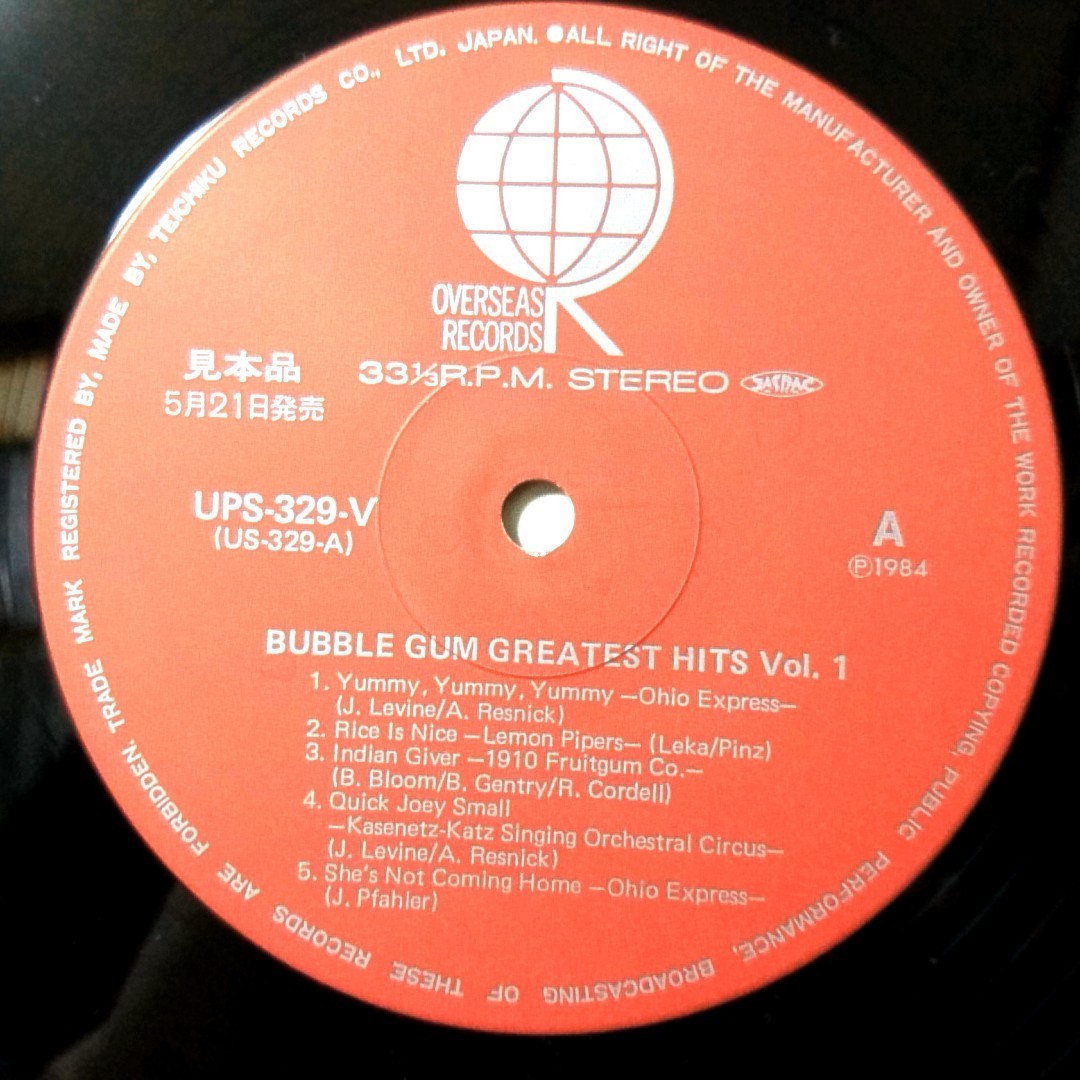 TRADE MARK REGISTERED BY, MADE BY, TEICHIKU RECORDS CO., LTD. JAPAN. ●ALL RIGHT OF THE MANUFACTURER AND OWNER OF THE WORK RECORDED COPYING, PUBLIC PERFORMANCE, BROADCASTING OF THESE RECORDS ARE FORBIDDEN.
OVERSEAS
RECORDS
見本品
33⅓R.P.M. STEREO
5月21日発売
UPS-329-V
(US-329-A)
A
Ⓟ1984
BUBBLE GUM GREATEST HITS Vol. 1
1. Yummy, Yummy, Yummy —Ohio Express—
(J. Levine/A. Resnick)
2. Rice Is Nice —Lemon Pipers— (Leka/Pinz)
3. Indian Giver —1910 Fruitgum Co.—
(B. Bloom/B. Gentry/R. Cordell)
4. Quick Joey Small
—Kasenetz-Katz Singing Orchestral Circus—
(J. Levine/A. Resnick)
5. She's Not Coming Home —Ohio Express—
(J. Pfahler)